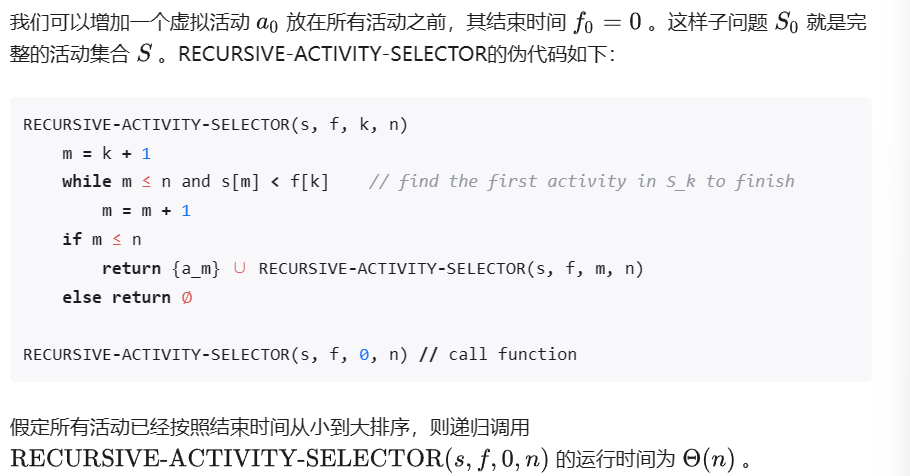 我们可以增加一个虚拟活动 a₀ 放在所有活动之前，其结束时间 f₀ = 0 。这样子问题 S₀ 就是完
整的活动集合 S 。RECURSIVE-ACTIVITY-SELECTOR的伪代码如下：
RECURSIVE-ACTIVITY-SELECTOR(s, f, k, n)
    m = k + 1
    while m ≤ n and s[m] < f[k]    // find the first activity in S_k to finish
        m = m + 1
    if m ≤ n
        return {a_m} ∪ RECURSIVE-ACTIVITY-SELECTOR(s, f, m, n)
    else return ∅
RECURSIVE-ACTIVITY-SELECTOR(s, f, 0, n) // call function
假定所有活动已经按照结束时间从小到大排序，则递归调用
RECURSIVE-ACTIVITY-SELECTOR(s, f, 0, n) 的运行时间为 Θ(n) 。